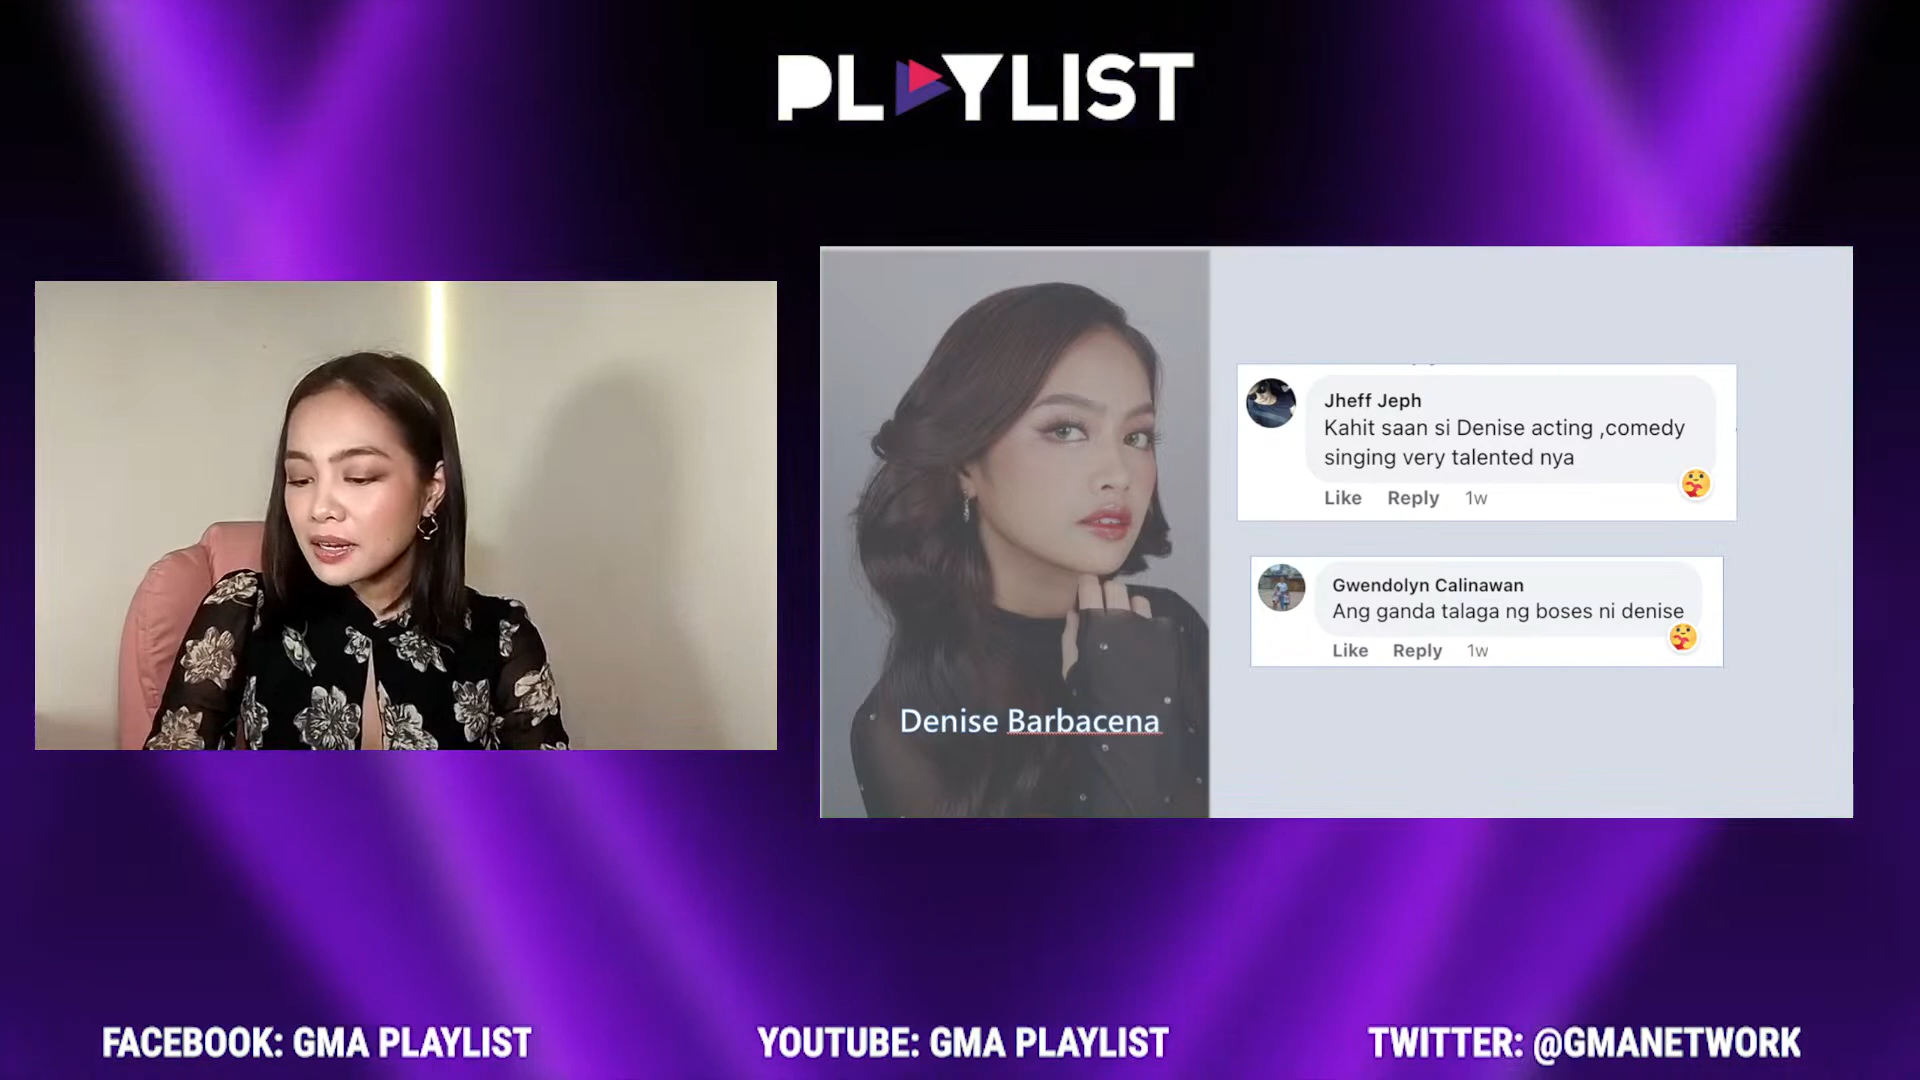 PLAYLIST
Jheff Jeph
Kahit saan si Denise acting ,comedy
singing very talented nya
Like Reply 1w
Gwendolyn Calinawan
Ang ganda talaga ng boses ni denise
Like Reply 1w
Denise Barbacena
FACEBOOK: GMA PLAYLIST
YOUTUBE: GMA PLAYLIST
TWITTER: @GMANETWORK